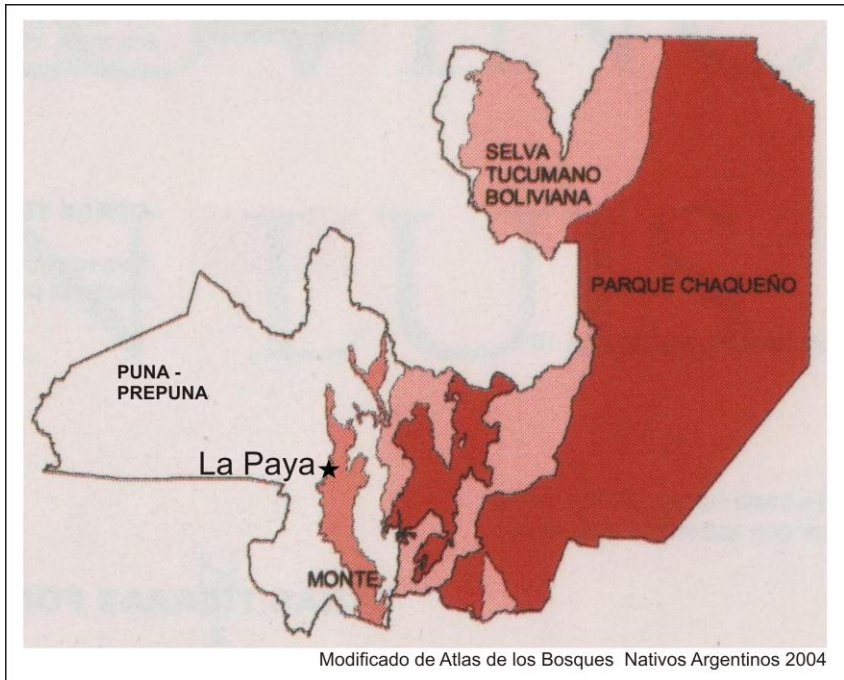 SELVA
TUCUMANO
BOLIVIANA
PARQUE CHAQUEÑO
PUNA -
PREPUNA
La Paya
MONTE
Modificado de Atlas de los Bosques Nativos Argentinos 2004